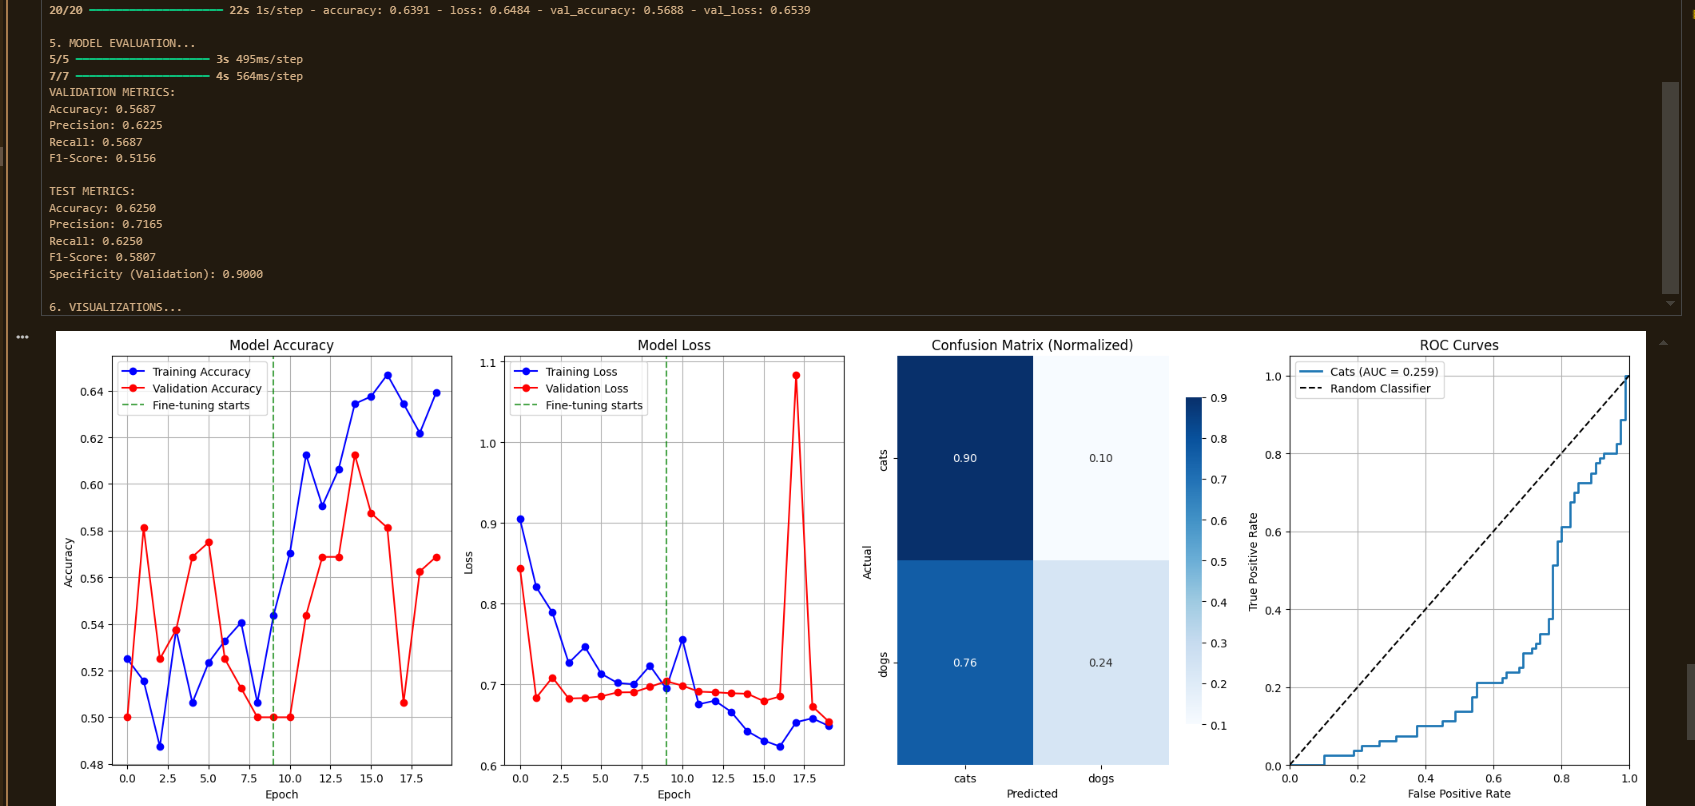 20/20 ━━━━━━━━━━━━━━━━━━━━ 22s 1s/step - accuracy: 0.6391 - loss: 0.6484 - val_accuracy: 0.5688 - val_loss: 0.6539
5. MODEL EVALUATION...
5/5 ━━━━━━━━━━━━━━━━━━━━ 3s 495ms/step
7/7 ━━━━━━━━━━━━━━━━━━━━ 4s 564ms/step
VALIDATION METRICS:
Accuracy: 0.5687
Precision: 0.6225
Recall: 0.5687
F1-Score: 0.5156
TEST METRICS:
Accuracy: 0.6250
Precision: 0.7165
Recall: 0.6250
F1-Score: 0.5807
Specificity (Validation): 0.9000
6. VISUALIZATIONS...
Model Accuracy
Training Accuracy
Validation Accuracy
Fine-tuning starts
Accuracy
0.64
0.62
0.60
0.58
0.56
0.54
0.52
0.50
0.48
0.0 2.5 5.0 7.5 10.0 12.5 15.0 17.5
Epoch
Model Loss
Training Loss
Validation Loss
Fine-tuning starts
Loss
1.1
1.0
0.9
0.8
0.7
0.6
0.0 2.5 5.0 7.5 10.0 12.5 15.0 17.5
Epoch
Confusion Matrix (Normalized)
Actual
cats
dogs
0.90 0.10
0.76 0.24
cats dogs
Predicted
0.9
0.8
0.7
0.6
0.5
0.4
0.3
0.2
0.1
ROC Curves
Cats (AUC = 0.259)
Random Classifier
True Positive Rate
1.0
0.8
0.6
0.4
0.2
0.0
0.0 0.2 0.4 0.6 0.8 1.0
False Positive Rate